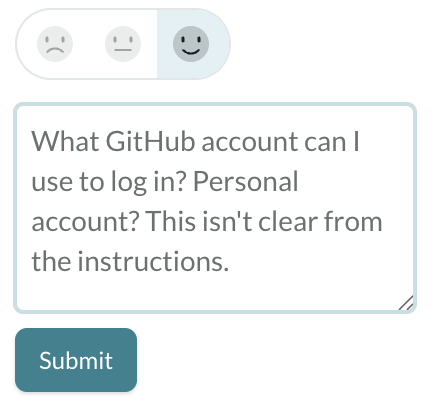 What GitHub account can I
use to log in? Personal
account? This isn't clear from
the instructions.
Submit